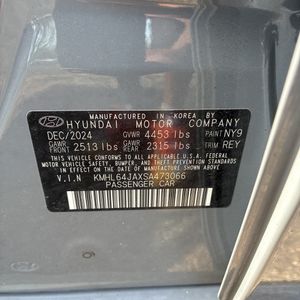 MANUFACTURED IN KOREA BY
HYUNDAI MOTOR COMPANY
DEC/2024 GVWR 4453 lbs PAINT NY9
GAWR FRONT 2513 lbs GAWR REAR 2315 lbs TRIM REY
THIS VEHICLE CONFORMS TO ALL APPLICABLE U.S.A FEDERAL
MOTOR VEHICLE SAFETY, BUMPER, AND THEFT PREVENTION STANDARDS
IN EFFECT ON THE DATE OF MANUFACTURE SHOWN ABOVE.
V.I.N KMHL64JAXSA473066
PASSENGER CAR